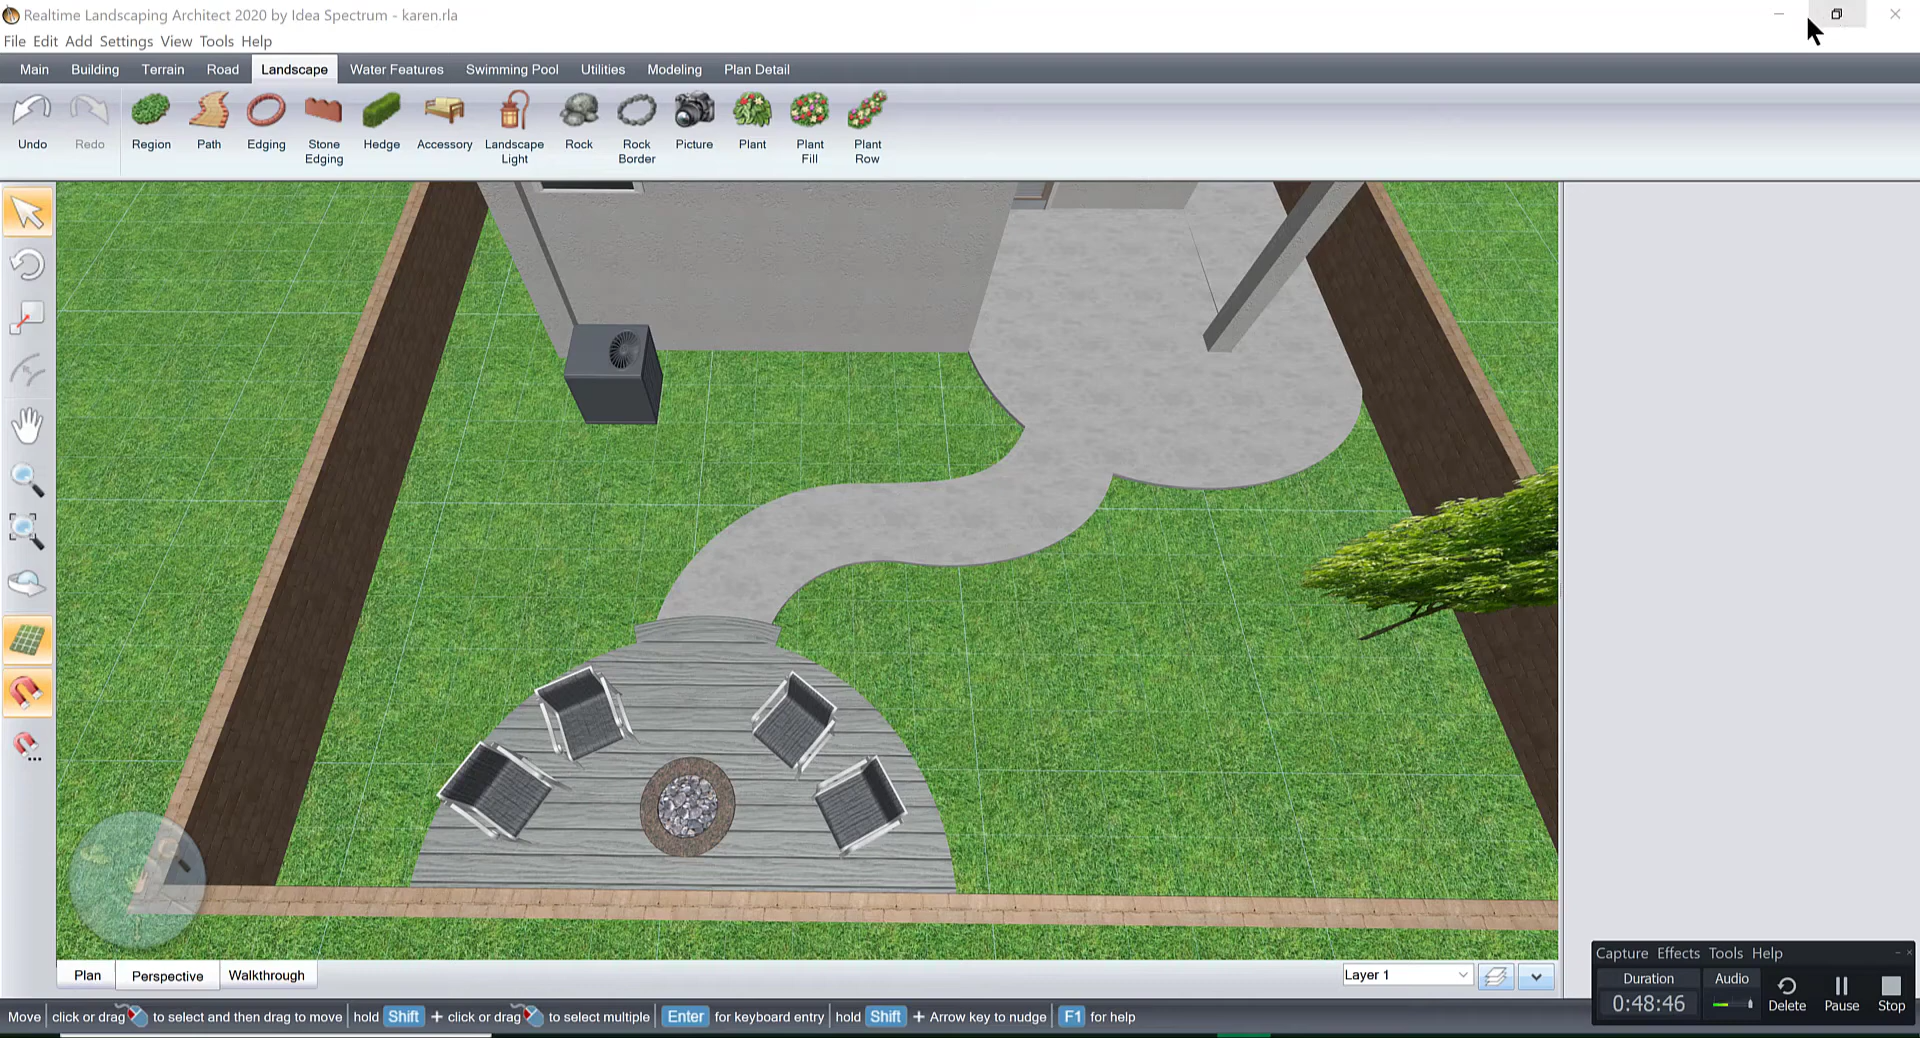 Realtime Landscaping Architect 2020 by Idea Spectrum - karen.rla
File Edit Add Settings View Tools Help
Main Building Terrain Road Landscape Water Features Swimming Pool Utilities Modeling Plan Detail
Undo Redo Region Path Edging Stone Edging Hedge Accessory Landscape Light Rock Rock Border Picture Plant Plant Fill Plant Row
Plan Perspective Walkthrough
Layer 1
Capture Effects Tools Help
Duration Audio
0:48:46 Delete Pause Stop
Move click or drag to select and then drag to move hold Shift + click or drag to select multiple Enter for keyboard entry hold Shift + Arrow key to nudge F1 for help